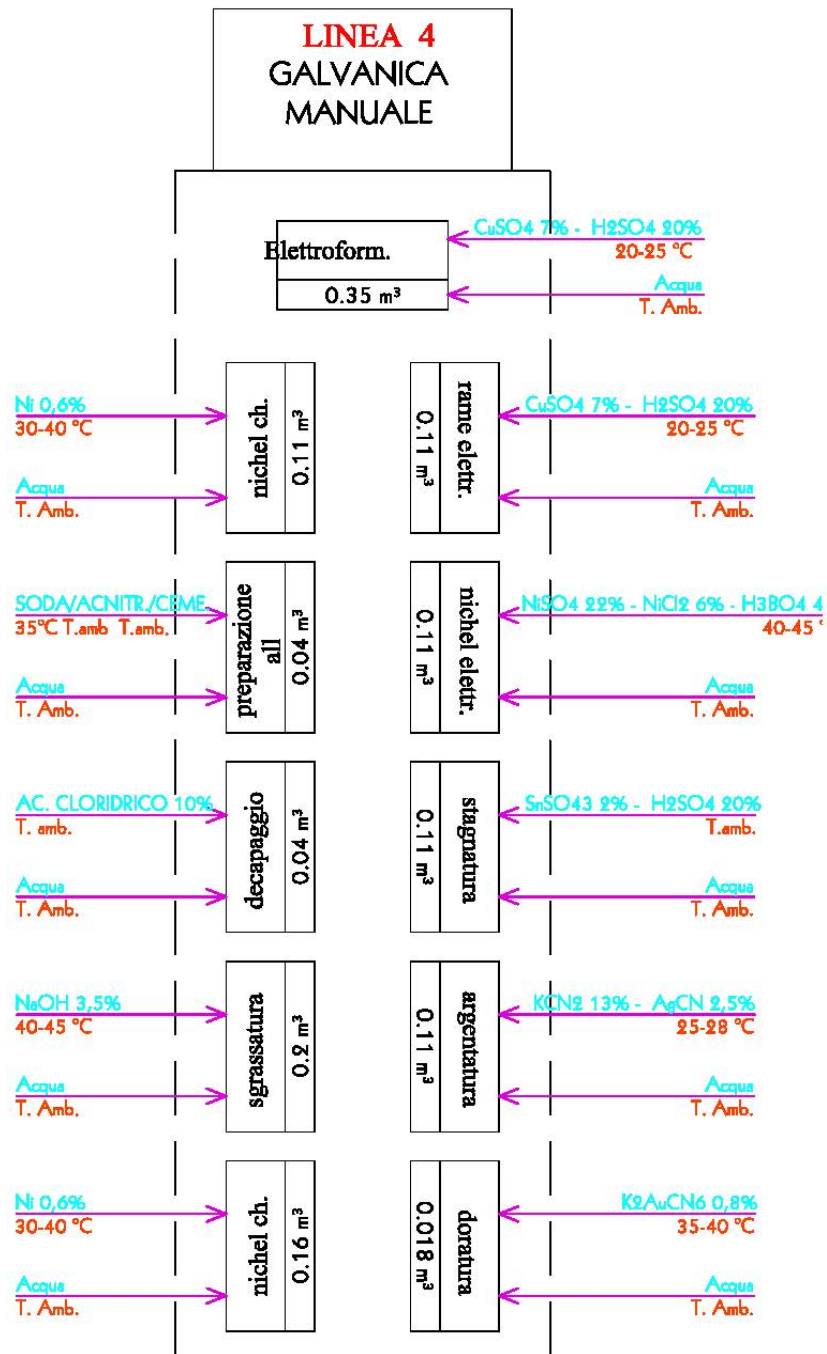 LINEA 4
GALVANICA
MANUALE
CuSO4 7% - H2SO4 20%
20-25 °C
Elettroform.
0.35 m³
Acqua
T. Amb.
Ni 0,6%
30-40 °C
Acqua
T. Amb.
nichel ch.
0.11 m³
rame elettr.
0.11 m³
CuSO4 7% - H2SO4 20%
20-25 °C
Acqua
T. Amb.
SODA/ACNITR./CEME.
35°C T.amb T.amb.
Acqua
T. Amb.
preparazione
all
0.04 m³
nichel elettr.
0.11 m³
NiSO4 22% - NiCl2 6% - H3BO4 4
40-45 °
Acqua
T. Amb.
AC. CLORIDRICO 10%
T. amb.
Acqua
T. Amb.
decapaggio
0.04 m³
stagnatura
0.11 m³
SnSO43 2% - H2SO4 20%
T.amb.
Acqua
T. Amb.
NaOH 3,5%
40-45 °C
Acqua
T. Amb.
sgrassatura
0.2 m³
argentatura
0.11 m³
KCN2 13% - AgCN 2,5%
25-28 °C
Acqua
T. Amb.
Ni 0,6%
30-40 °C
Acqua
T. Amb.
nichel ch.
0.16 m³
doratura
0.018 m³
K2AuCN6 0,8%
35-40 °C
Acqua
T. Amb.